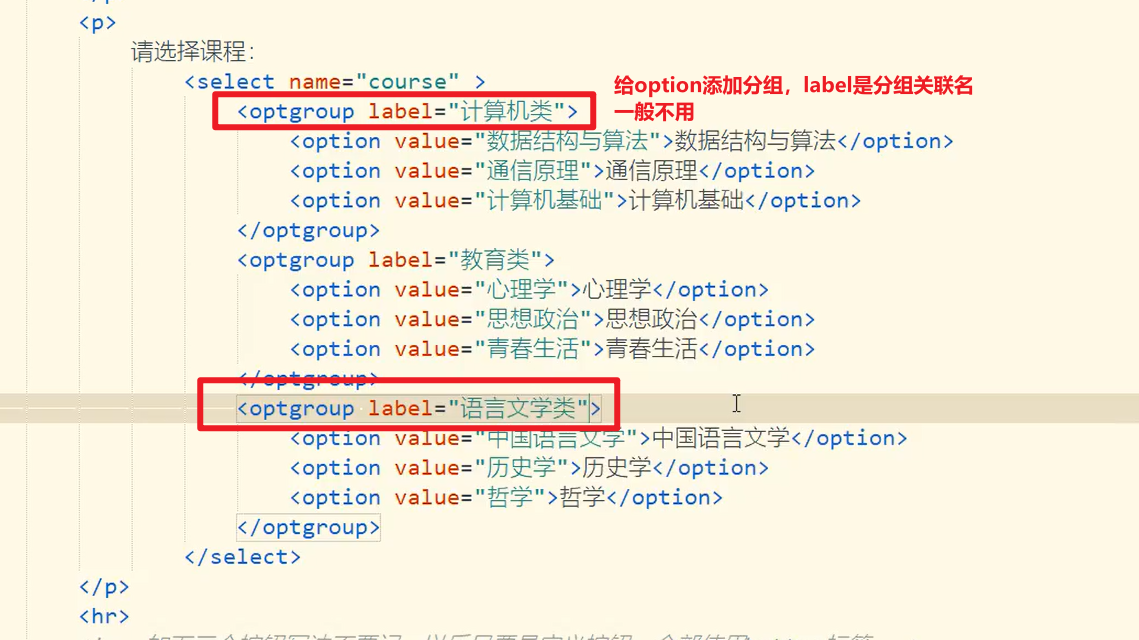 <p>
请选择课程：
<select name="course" >
给option添加分组，label是分组关联名
一般不用
<optgroup label="计算机类">
<option value="数据结构与算法">数据结构与算法</option>
<option value="通信原理">通信原理</option>
<option value="计算机基础">计算机基础</option>
</optgroup>
<optgroup label="教育类">
<option value="心理学">心理学</option>
<option value="思想政治">思想政治</option>
<option value="青春生活">青春生活</option>
</optgroup>
<optgroup label="语言文学类">
<option value="中国语言文学">中国语言文学</option>
<option value="历史学">历史学</option>
<option value="哲学">哲学</option>
</optgroup>
</select>
</p>
<hr>